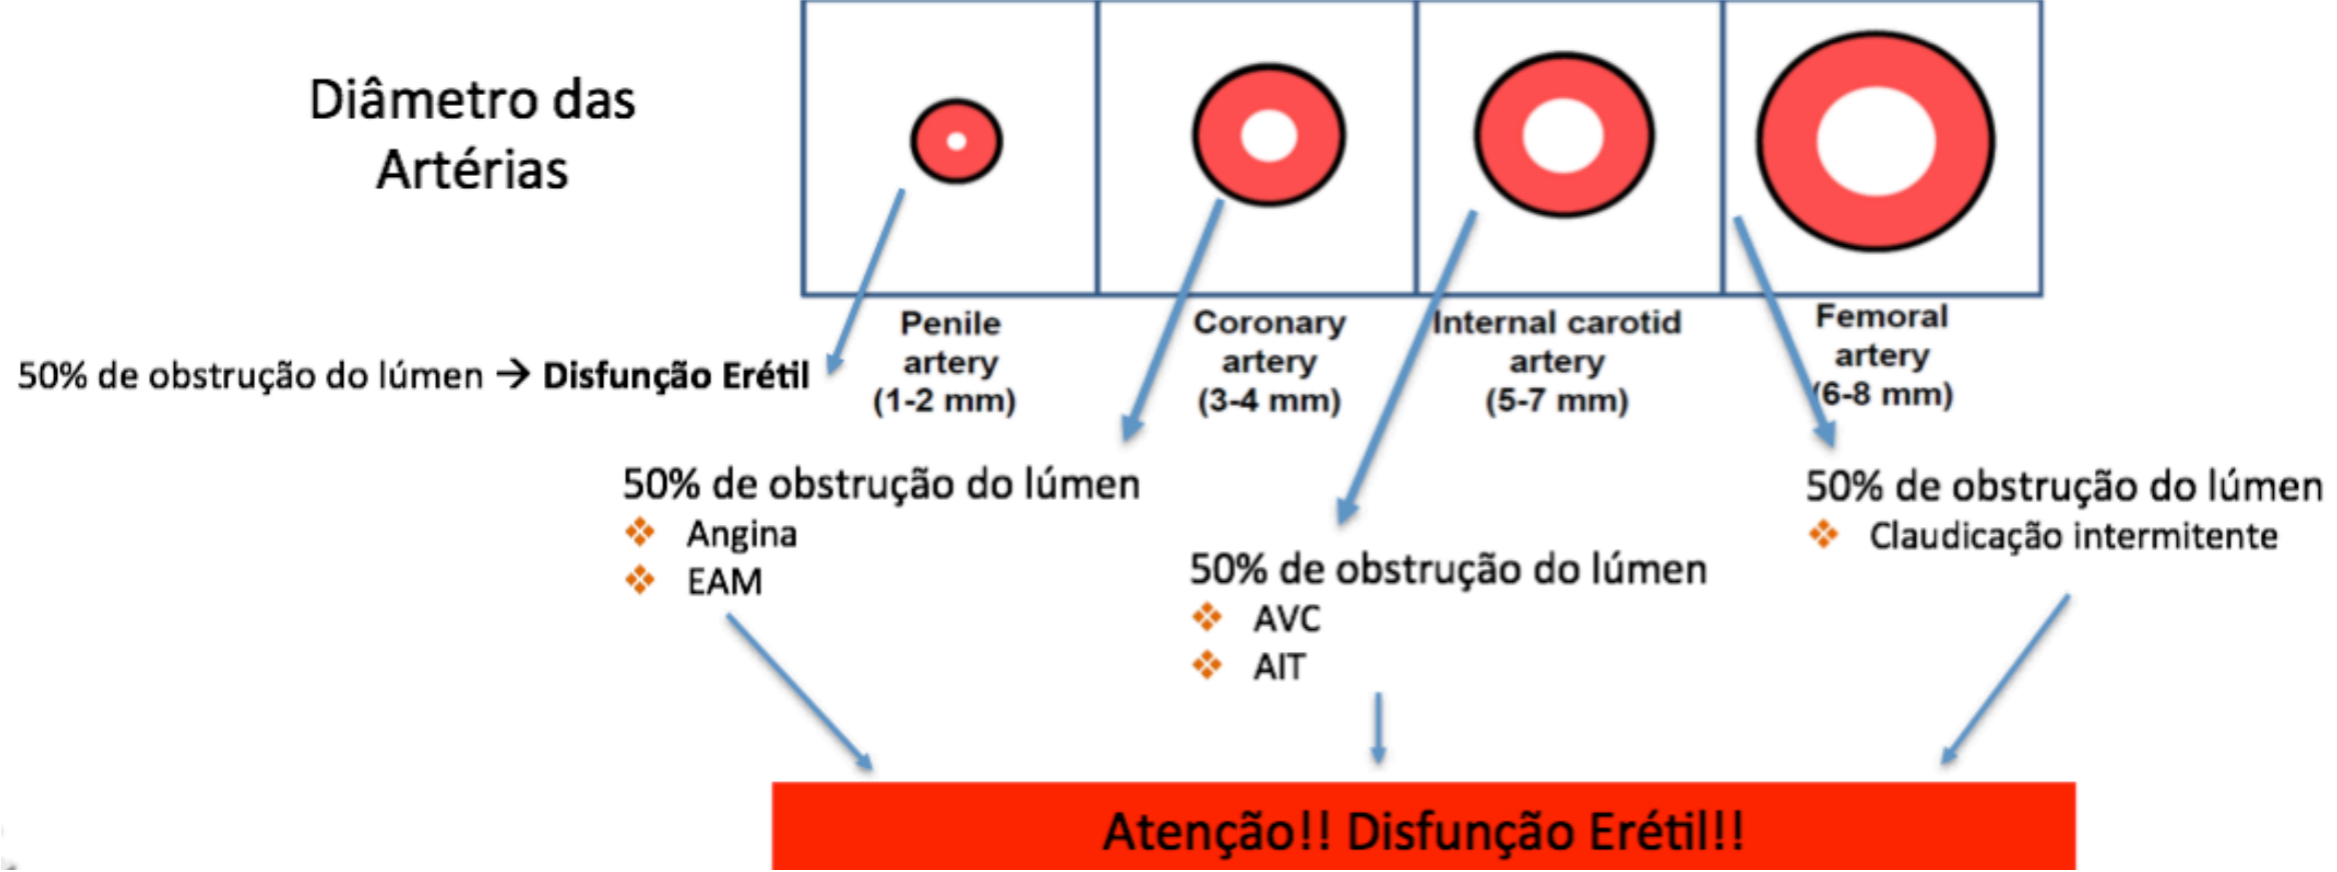 Diâmetro das
Artérias
Penile
artery
(1-2 mm)
Coronary
artery
(3-4 mm)
Internal carotid
artery
(5-7 mm)
Femoral
artery
(6-8 mm)
50% de obstrução do lúmen → Disfunção Erétil
50% de obstrução do lúmen
❖ Angina
❖ EAM
50% de obstrução do lúmen
❖ AVC
❖ AIT
50% de obstrução do lúmen
❖ Claudicação intermitente
Atenção!! Disfunção Erétil!!